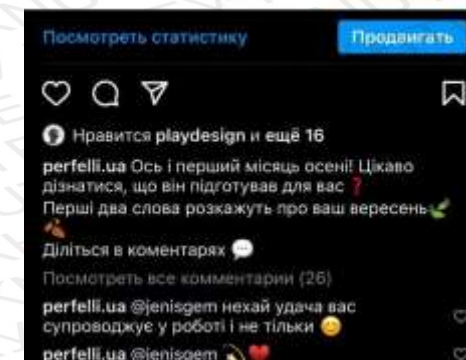 Посмотреть статистику
Продвигать
Нравится playdesign и ещё 16
perfelli.ua Ось і перший місяць осені! Цікаво
дізнатися, що він підготував для вас❓
Перші два слова розкажуть про ваш вересень🌿
🍂
Діліться в коментарях 💬
Посмотреть все комментарии (26)
perfelli.ua @jenisgem нехай удача вас
супроводжує у роботі і не тільки 😊
perfelli.ua @jenisgem 💫❤️